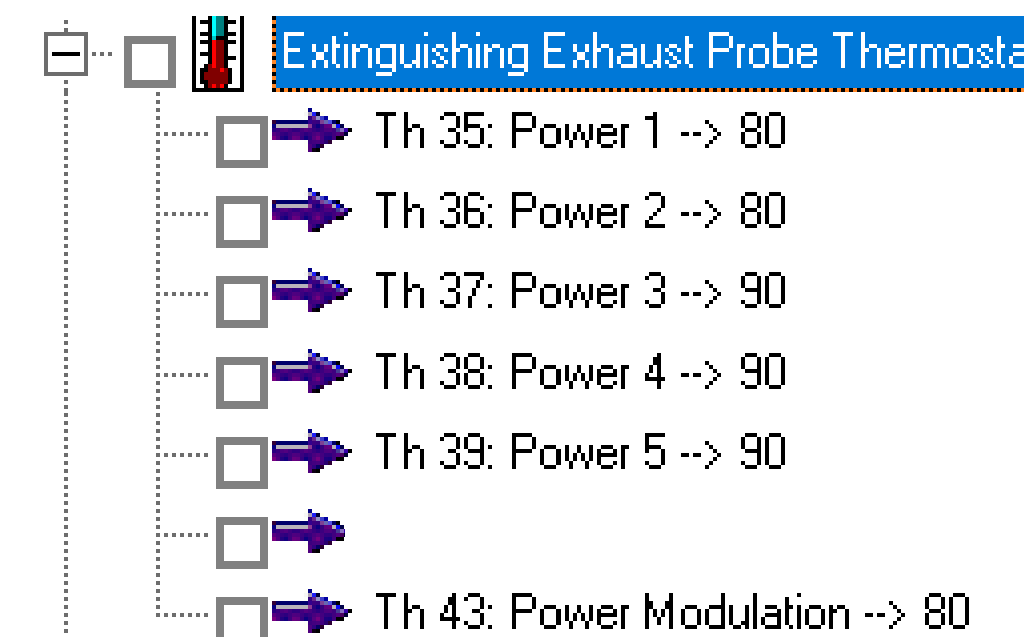 Extinguishing Exhaust Probe
Th 35: Power 1 --> 80
Th 36: Power 2 --> 80
Th 37: Power 3 --> 90
Th 38: Power 4 --> 90
Th 39: Power 5 --> 90
Th 43: Power Modulation --> 80